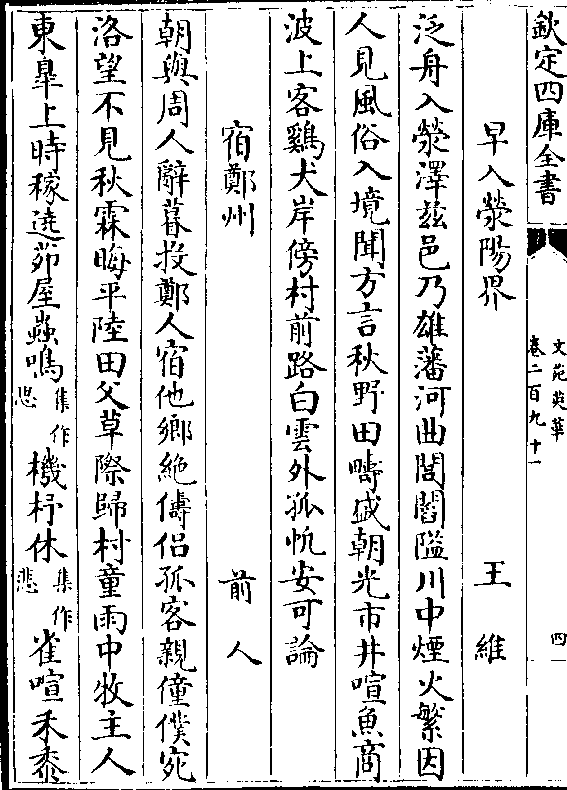 欽定四庫全書
文苑英華
卷二百九十一
四
早入滎陽界
王維
泛舟入滎澤兹邑乃雄藩河曲閭閻隘川中煙火繁因
人見風俗入境聞方言秋野田疇盛朝光市井喧魚商
波上客鷄犬岸傍村前路白雲外孤帆安可論
宿鄭州
前人
朝與周人辭暮投鄭人宿他鄉絶儔侣孤客親僮僕宛
洛望不見秋霖晦平陸田父草際歸村童雨中牧主人
東臯上時稼遶茆屋蟲鳴集作思機杼休集作悲雀喧禾黍